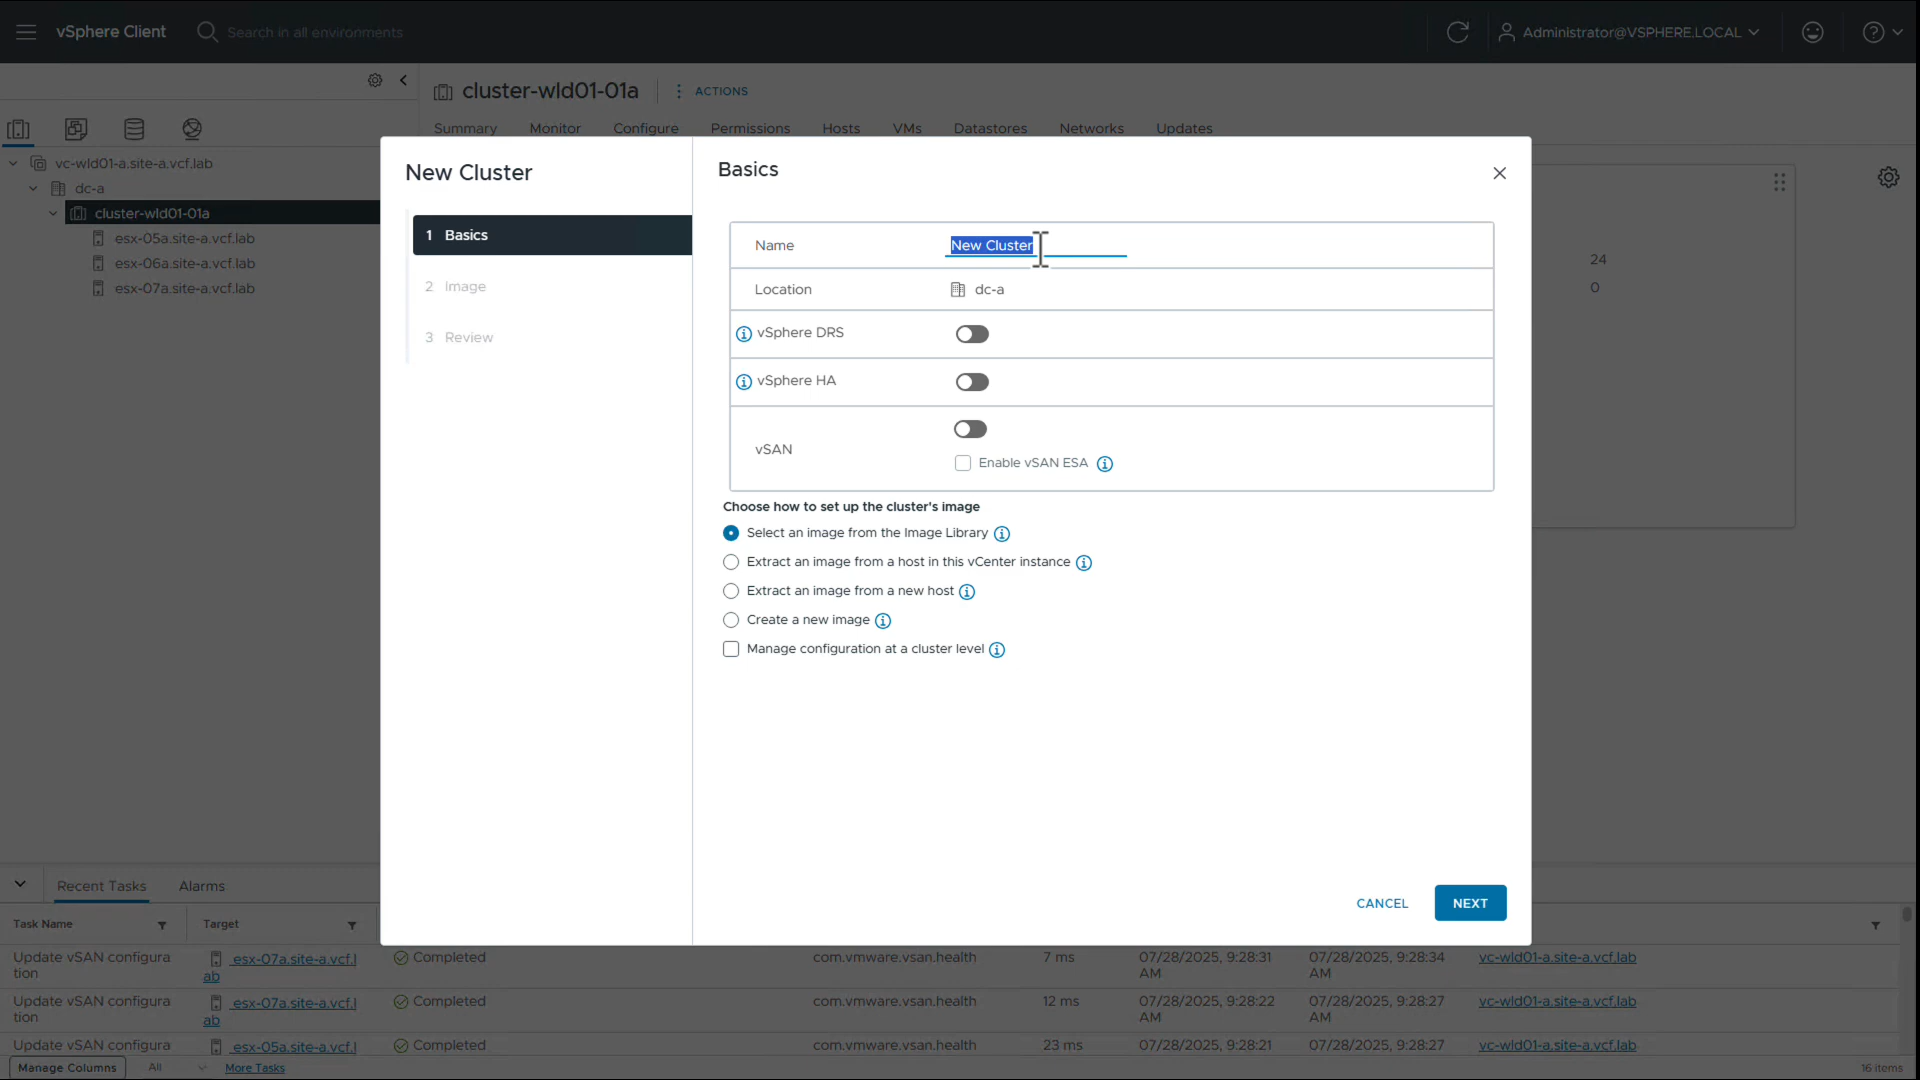 vSphere Client
Search in all environments
Administrator@VSPHERE.LOCAL
cluster-wld01-01a
ACTIONS
Summary Monitor Configure Permissions Hosts VMs Datastores Networks Updates
vc-wld01-a.site-a.vcf.lab
dc-a
cluster-wld01-01a
esx-05a.site-a.vcf.lab
esx-06a.site-a.vcf.lab
esx-07a.site-a.vcf.lab
New Cluster
1 Basics
2 Image
3 Review
Basics
Name New Cluster
Location dc-a
vSphere DRS
vSphere HA
vSAN
Enable vSAN ESA
Choose how to set up the cluster's image
Select an image from the Image Library
Extract an image from a host in this vCenter instance
Extract an image from a new host
Create a new image
Manage configuration at a cluster level
CANCEL NEXT
24
0
Recent Tasks Alarms
Task Name Target
Update vSAN configura esx-07a.site-a.vcf.l Completed com.vmware.vsan.health 7 ms 07/28/2025, 9:28:31 07/28/2025, 9:28:34 vc-wld01-a.site-a.vcf.lab
tion ab AM AM
Update vSAN configura esx-07a.site-a.vcf.l Completed com.vmware.vsan.health 12 ms 07/28/2025, 9:28:22 07/28/2025, 9:28:27 vc-wld01-a.site-a.vcf.lab
tion ab AM AM
Update vSAN configura esx-05a.site-a.vcf.l Completed com.vmware.vsan.health 23 ms 07/28/2025, 9:28:21 07/28/2025, 9:28:27 vc-wld01-a.site-a.vcf.lab
Manage Columns All More Tasks 16 items